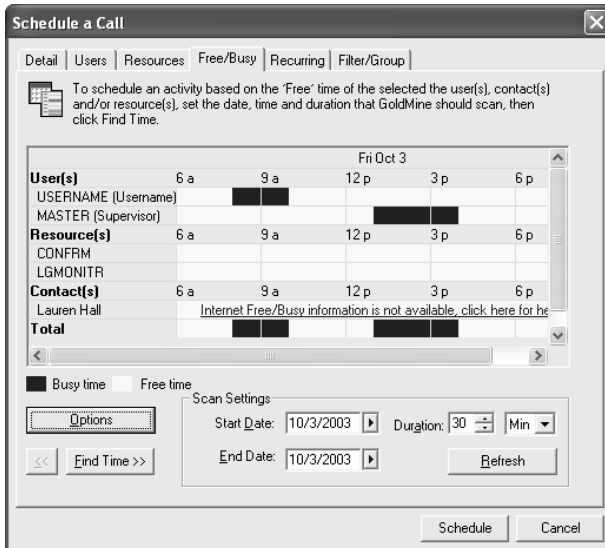 Schedule a Call
Detail Users Resources Free/Busy Recurring Filter/Group
To schedule an activity based on the 'Free' time of the selected the user(s), contact(s)
and/or resource(s), set the date, time and duration that GoldMine should scan, then
click Find Time.
Fri Oct 3
User(s) 6 a 9 a 12 p 3 p 6 p
USERNAME (Username)
MASTER (Supervisor)
Resource(s) 6 a 9 a 12 p 3 p 6 p
CONFRM
LGMONITR
Contact(s) 6 a 9 a 12 p 3 p 6 p
Lauren Hall Internet Free/Busy information is not available, click here for he
Total
Busy time Free time
Scan Settings
Options Start Date: 10/3/2003 Duration: 30 Min
<< Find Time >> End Date: 10/3/2003 Refresh
Schedule Cancel